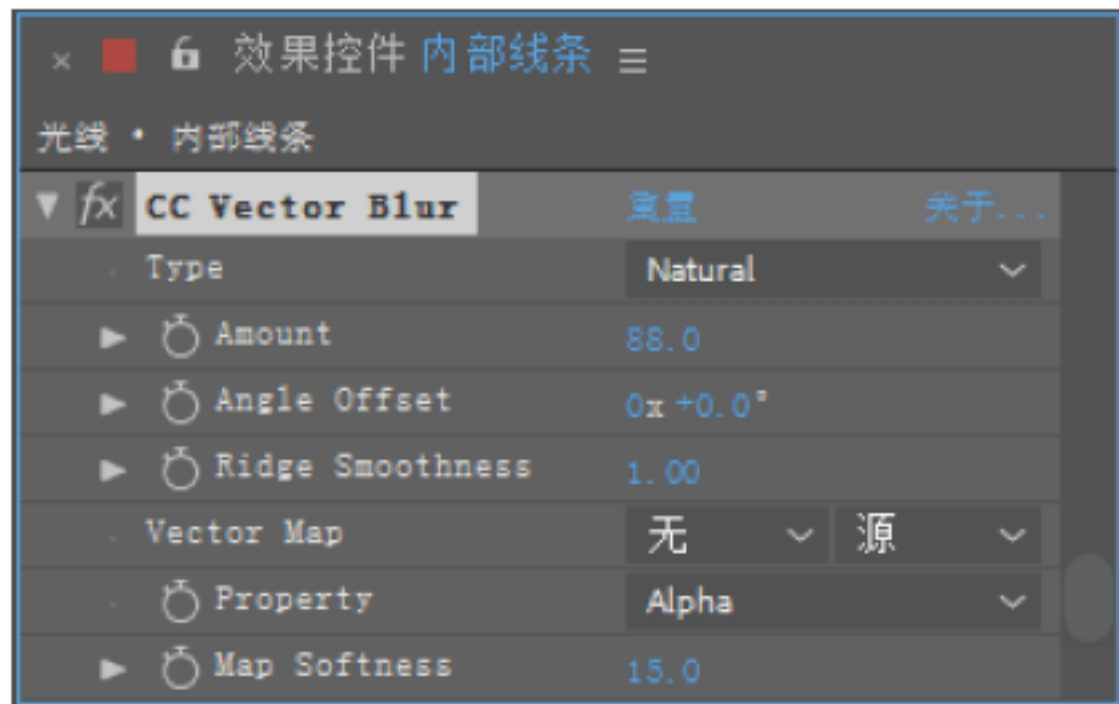 × 效果控件 内部线条 ≡
光线 • 内部线条
fx CC Vector Blur 重置 关于...
Type Natural
Amount 88.0
Angle Offset 0x +0.0°
Ridge Smoothness 1.00
Vector Map 无 源
Property Alpha
Map Softness 15.0